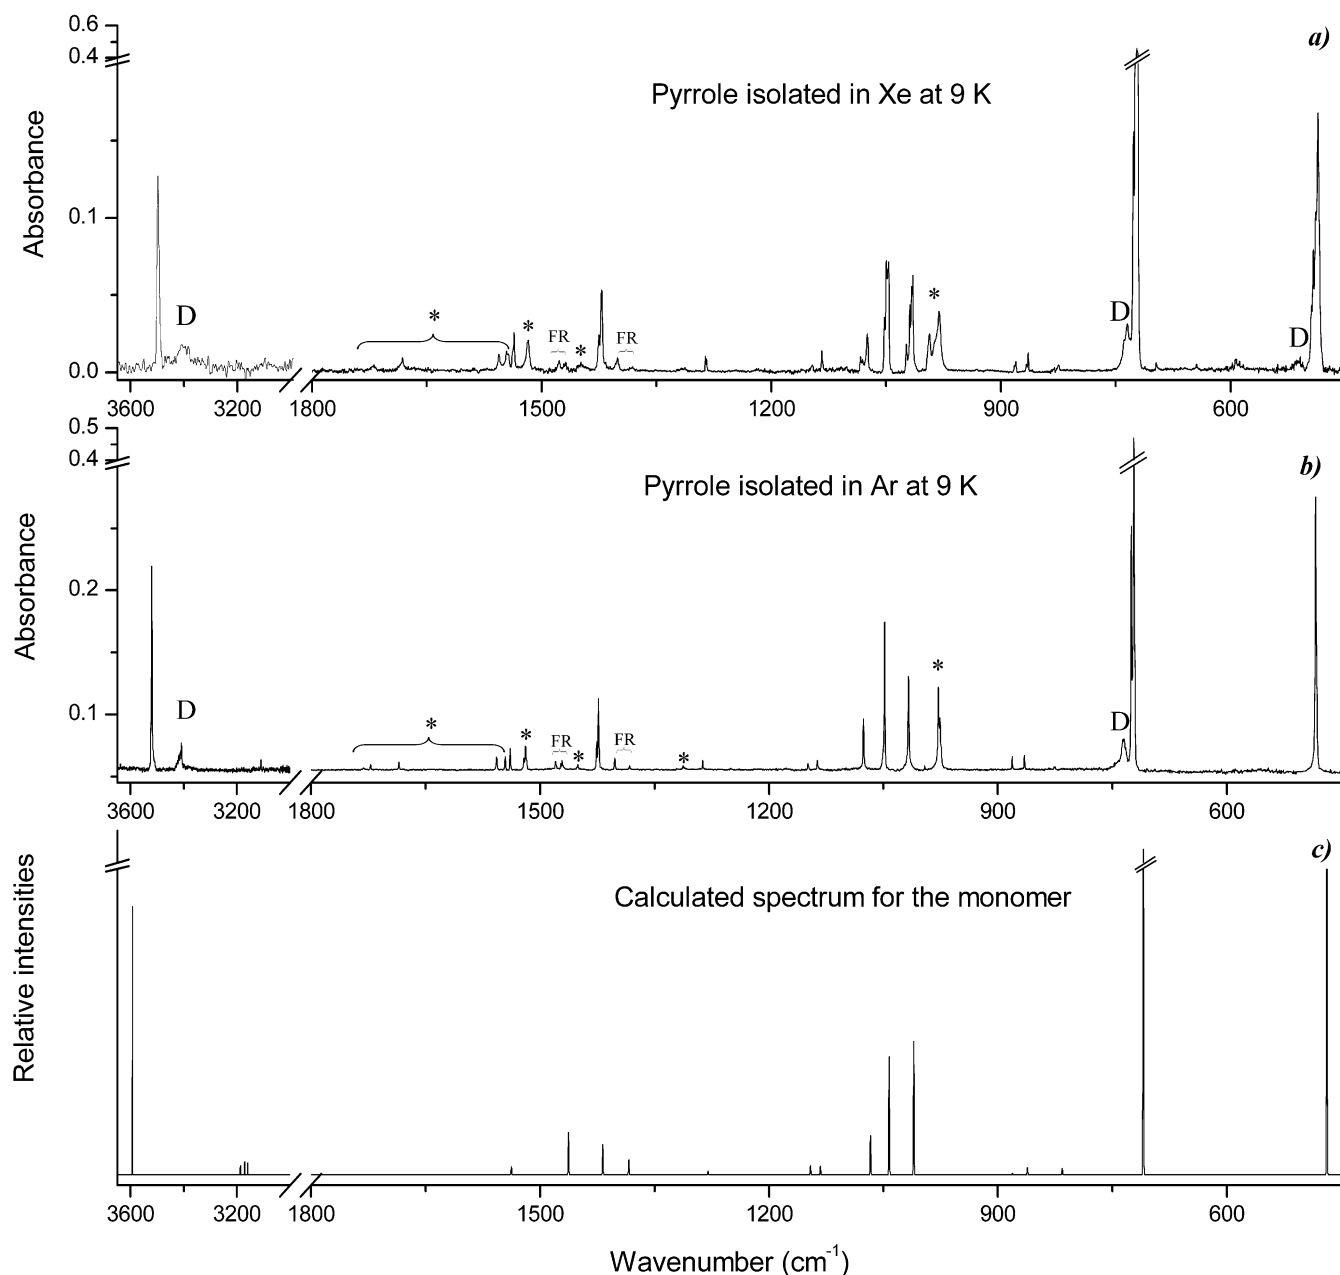 0.6
0.4
a)
Pyrrole isolated in Xe at 9 K
Absorbance
0.1
0.0
D
*
*
FR
*
FR
*
D
D
3600 3200 1800 1500 1200 900 600
0.5
0.4
b)
Pyrrole isolated in Ar at 9 K
Absorbance
0.2
0.1
D
*
*
FR
*
FR
*
*
D
3600 3200 1800 1500 1200 900 600
c)
Calculated spectrum for the monomer
Relative intensities
3600 3200 1800 1500 1200 900 600
Wavenumber (cm⁻¹)